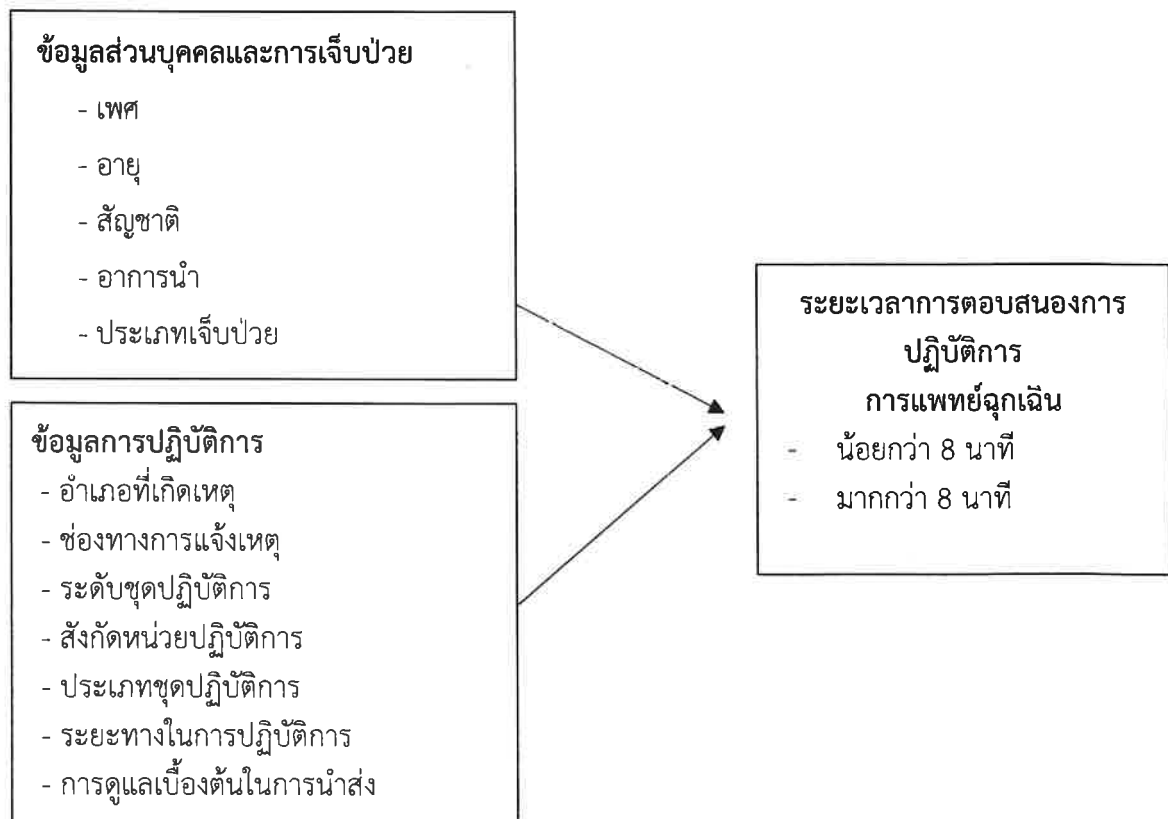 ข้อมูลส่วนบุคคลและการเจ็บป่วย
- เพศ
- อายุ
- สัญชาติ
- อาการนำ
- ประเภทเจ็บป่วย
ข้อมูลการปฏิบัติการ
- อำเภอที่เกิดเหตุ
- ช่องทางการแจ้งเหตุ
- ระดับชุดปฏิบัติการ
- สังกัดหน่วยปฏิบัติการ
- ประเภทชุดปฏิบัติการ
- ระยะทางในการปฏิบัติการ
- การดูแลเบื้องต้นในการนำส่ง
ระยะเวลาการตอบสนองการ
ปฏิบัติการ
การแพทย์ฉุกเฉิน
- น้อยกว่า 8 นาที
- มากกว่า 8 นาที